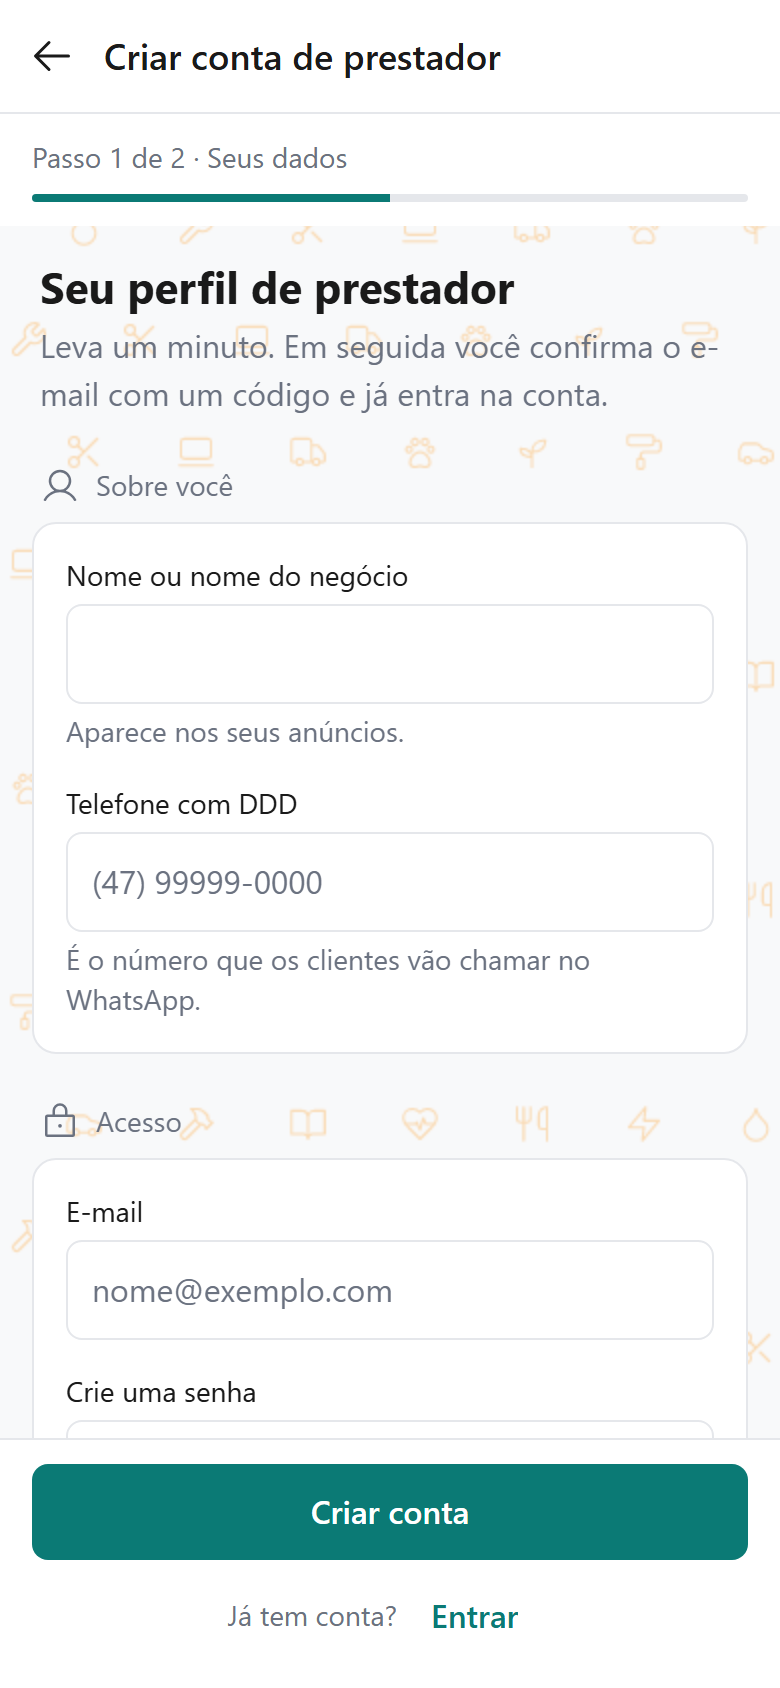 Criar conta de prestador
Passo 1 de 2 · Seus dados
Seu perfil de prestador
Leva um minuto. Em seguida você confirma o e-
mail com um código e já entra na conta.
Sobre você
Nome ou nome do negócio
Aparece nos seus anúncios.
Telefone com DDD
(47) 99999-0000
É o número que os clientes vão chamar no
WhatsApp.
Acesso
E-mail
nome@exemplo.com
Crie uma senha
Criar conta
Já tem conta? Entrar